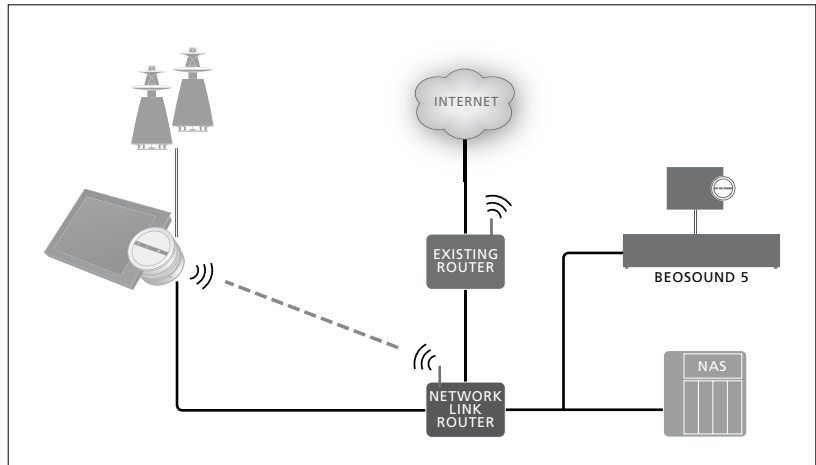 INTERNET
EXISTING
ROUTER
BEOSOUND 5
NAS
NETWORK
LINK
ROUTER